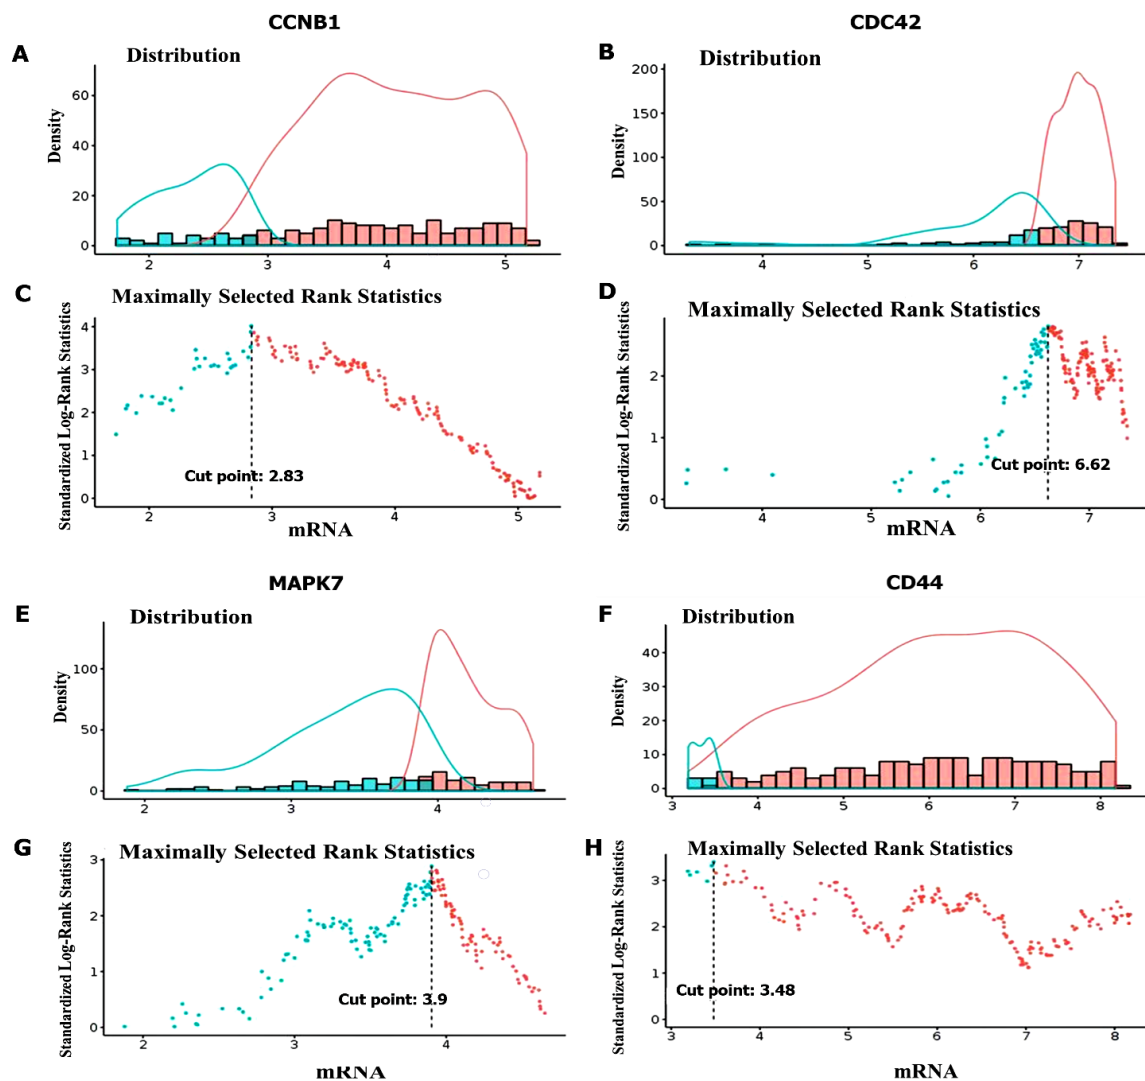 CCNB1
CDC42
A
Distribution
Density
60
40
20
0
2
3
4
5
B
Distribution
Density
200
150
100
50
0
4
6
7
C
Maximally Selected Rank Statistics
Standardized Log-Rank Statistics
4
3
2
1
0
Cut point: 2.83
2
3
4
5
mRNA
D
Maximally Selected Rank Statistics
Standardized Log-Rank Statistics
2
1
0
Cut point: 6.62
4
5
6
7
mRNA
MAPK7
CD44
E
Distribution
Density
100
50
0
2
3
4
F
Distribution
Density
40
30
20
10
0
3
4
5
6
7
8
G
Maximally Selected Rank Statistics
Standardized Log-Rank Statistics
3
2
1
0
Cut point: 3.9
2
3
4
mRNA
H
Maximally Selected Rank Statistics
Standardized Log-Rank Statistics
3
2
1
0
Cut point: 3.48
3
4
5
6
7
8
mRNA